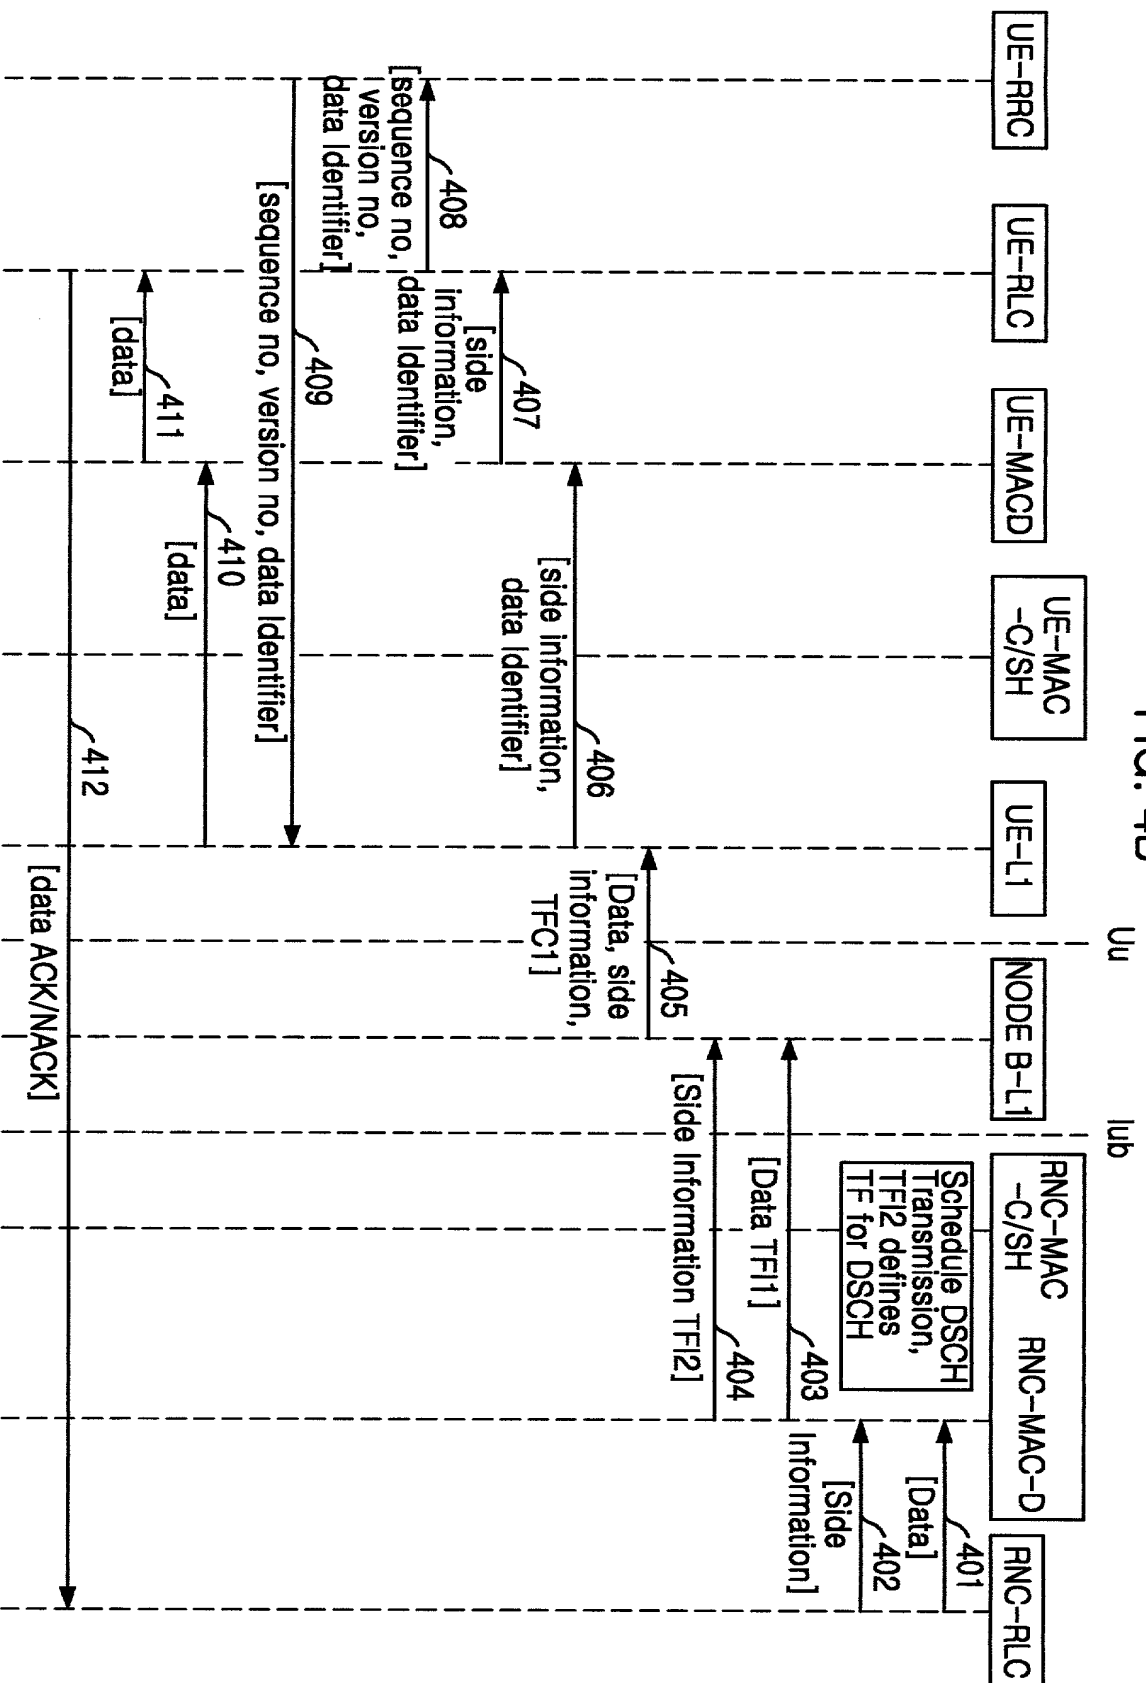 FIG. 4B
Uu
Iub
UE-RRC
UE-RLC
UE-MACD
UE-MAC
-C/SH
UE-L1
NODE B-L1
RNC-MAC
-C/SH
RNC-MAC-D
RNC-RLC
401
[Data]
Schedule DSCH
Transmission,
TFI2 defines
TF for DSCH
402
[Side
Information]
403
[Data TFI1]
404
[Side Information TFI2]
405
[Data, side
information,
TFC1]
406
[side information,
data Identifier]
407
[side
information,
data Identifier]
408
[sequence no,
version no,
data Identifier]
409
[sequence no, version no, data Identifier]
410
[data]
411
[data]
412
[data ACK/NACK]